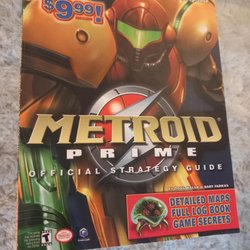 $9.99!
METROID
PRIME
OFFICIAL STRATEGY GUIDE
DETAILED MAPS
FULL LOG BOOK
GAME SECRETS